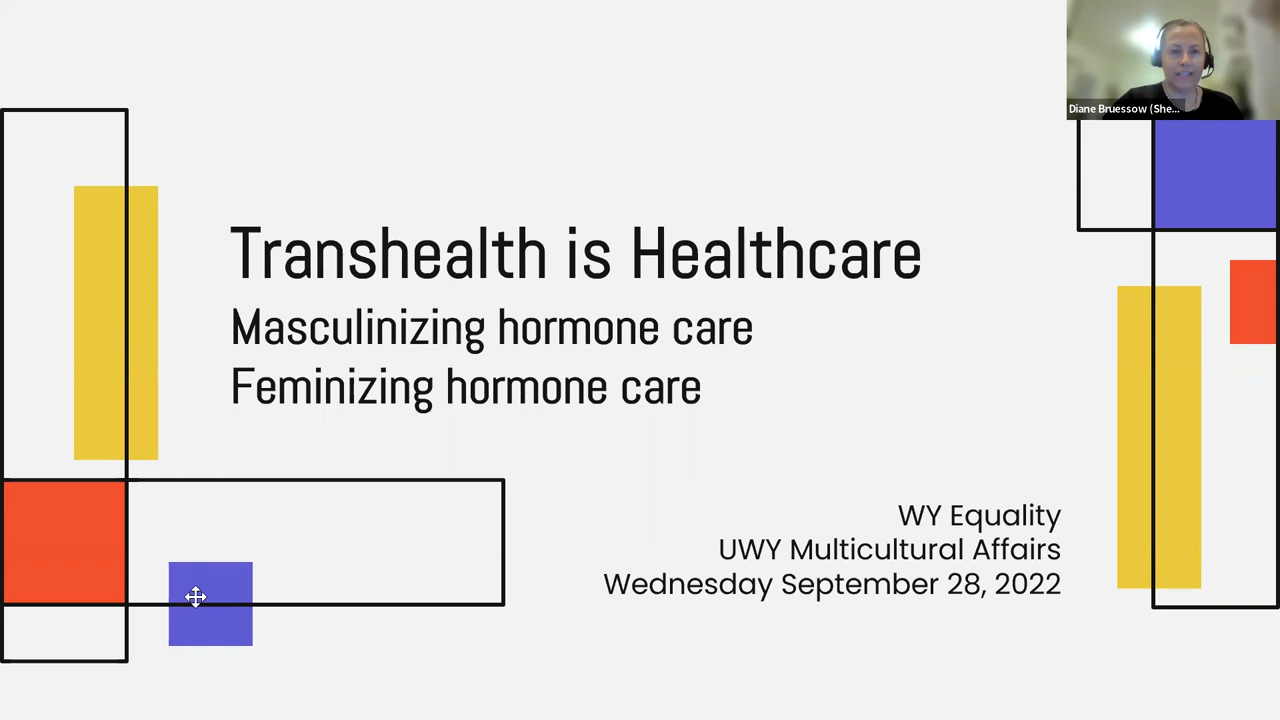 Diane Bruessow (She...
Transhealth is Healthcare
Masculinizing hormone care
Feminizing hormone care
WY Equality
UWY Multicultural Affairs
Wednesday September 28, 2022